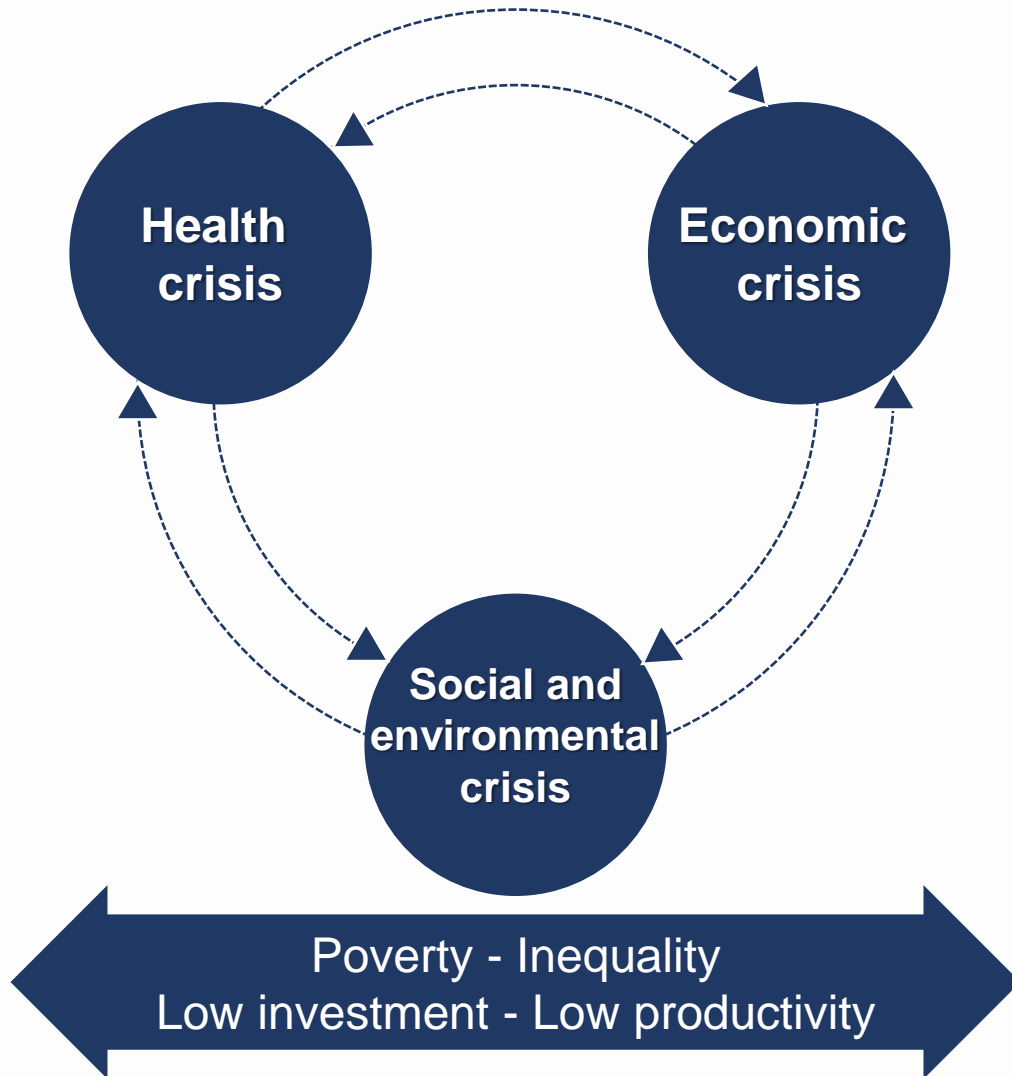 Health
crisis
Economic
crisis
Social and
environmental
crisis
Poverty - Inequality
Low investment - Low productivity